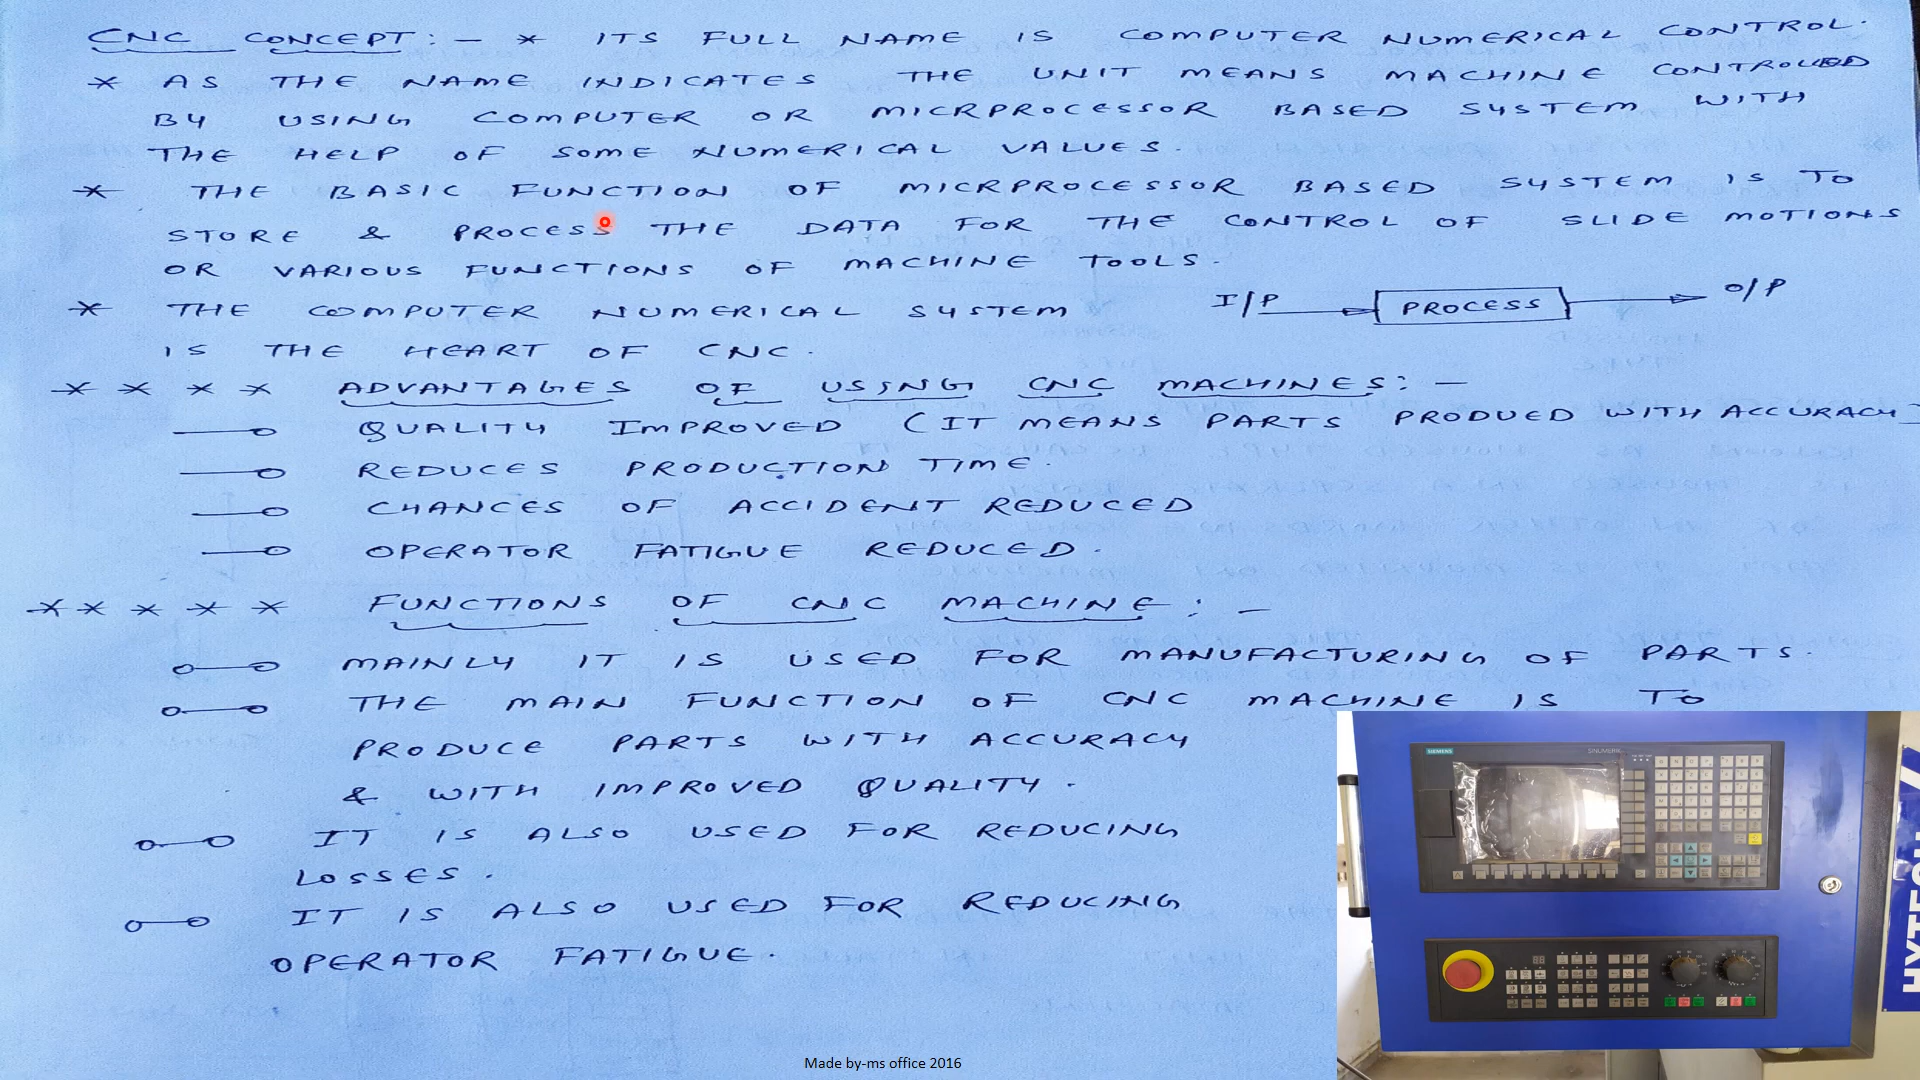 CNC CONCEPT:- * ITS FULL NAME IS COMPUTER NUMERICAL CONTROL.
* AS THE NAME INDICATES THE UNIT MEANS MACHINE CONTROLLED
BY USING COMPUTER OR MICRPROCESSOR BASED SYSTEM WITH
THE HELP OF SOME NUMERICAL VALUES.
* THE BASIC FUNCTION OF MICRPROCESSOR BASED SYSTEM IS TO
STORE & PROCESS THE DATA FOR THE CONTROL OF SLIDE MOTIONS
OR VARIOUS FUNCTIONS OF MACHINE TOOLS.
* THE COMPUTER NUMERICAL SYSTEM
IS THE HEART OF CNC.
I/P PROCESS O/P
* * * * ADVANTAGES OF USING CNC MACHINES:-
QUALITY IMPROVED (IT MEANS PARTS PRODUED WITH ACCURACY)
REDUCES PRODUCTION TIME.
CHANCES OF ACCIDENT REDUCED
OPERATOR FATIGUE REDUCED.
* * * * * FUNCTIONS OF CNC MACHINE:-
MAINLY IT IS USED FOR MANUFACTURING OF PARTS.
THE MAIN FUNCTION OF CNC MACHINE IS TO
PRODUCE PARTS WITH ACCURACY
& WITH IMPROVED QUALITY.
IT IS ALSO USED FOR REDUCING
LOSSES.
IT IS ALSO USED FOR REDUCING
OPERATOR FATIGUE.
SIEMENS
HYTECH
Made by-ms office 2016